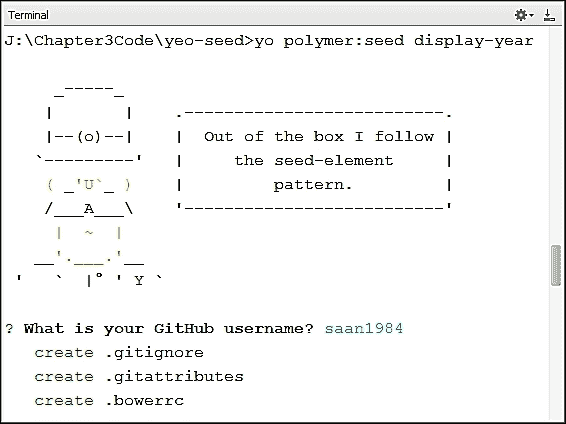 Terminal
J:\Chapter3Code\yeo-seed>yo polymer:seed display-year
     _-----_
    |       |    .--------------------------.
    |--(o)--|    |  Out of the box I follow |
   `---------'   |     the seed-element     |
    ( _'U`_ )    |         pattern.         |
    /___A___\    '--------------------------'
     |  ~  |
   __'.___.'__
 '   `  |° ' Y `
? What is your GitHub username? saan1984
   create .gitignore
   create .gitattributes
   create .bowerrc